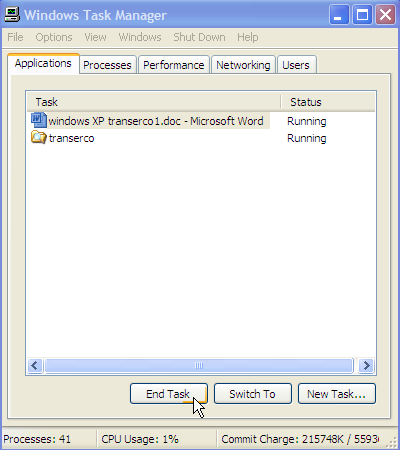 Windows Task Manager
File Options View Windows Shut Down Help
Applications Processes Performance Networking Users
Task Status
windows XP transerco1.doc - Microsoft Word Running
transerco Running
End Task Switch To New Task...
Processes: 41 CPU Usage: 1% Commit Charge: 215748K /